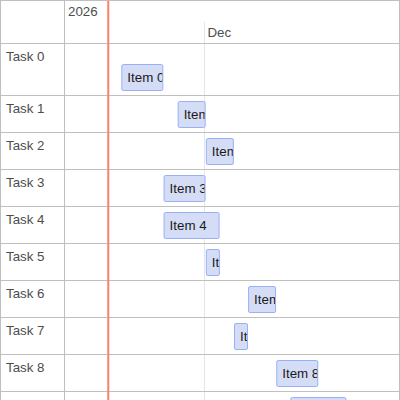 2026
Dec
Task 0
Item 0
Task 1
Item
Task 2
Item
Task 3
Item 3
Task 4
Item 4
Task 5
It
Task 6
Item
Task 7
It
Task 8
Item 8